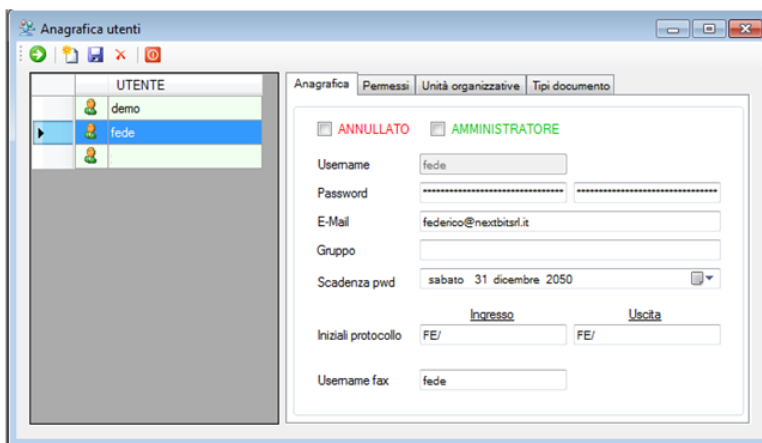 Anagrafica utenti
UTENTE
demo
fede
Anagrafica Permessi Unità organizzative Tipi documento
ANNULLATO AMMINISTRATORE
Username fede
Password
E-Mail federico@nextbitsrl.it
Gruppo
Scadenza pwd sabato 31 dicembre 2050
Ingresso Uscita
Iniziali protocollo FE/ FE/
Username fax fede